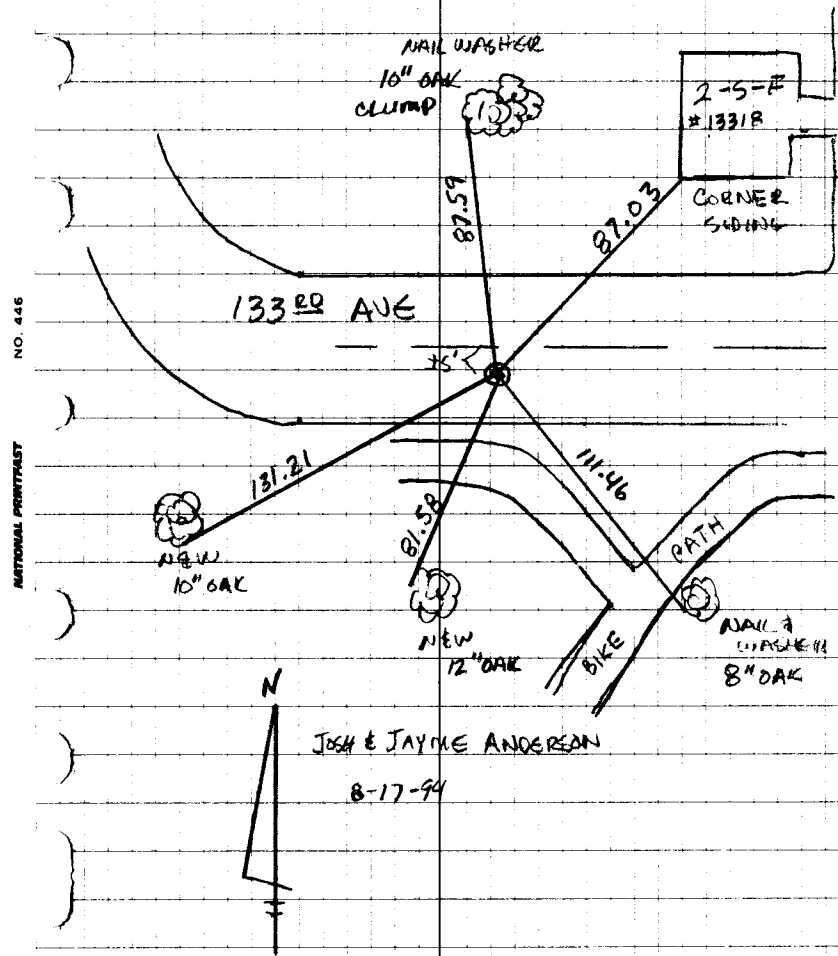 NAIL WASHER
10" OAK
CLUMP
2-S-F
#13318
87.59
87.03
CORNER
SIDING
133RD AVE
NO. 446
±5'
131.21
111.46
81.58
NATIONAL PRINTFAST
PATH
NEW
10" OAK
NEW
12" OAK
BIKE
NAIL &
WASHER
8" OAK
N
JOSH & JAYME ANDERSON
8-17-94